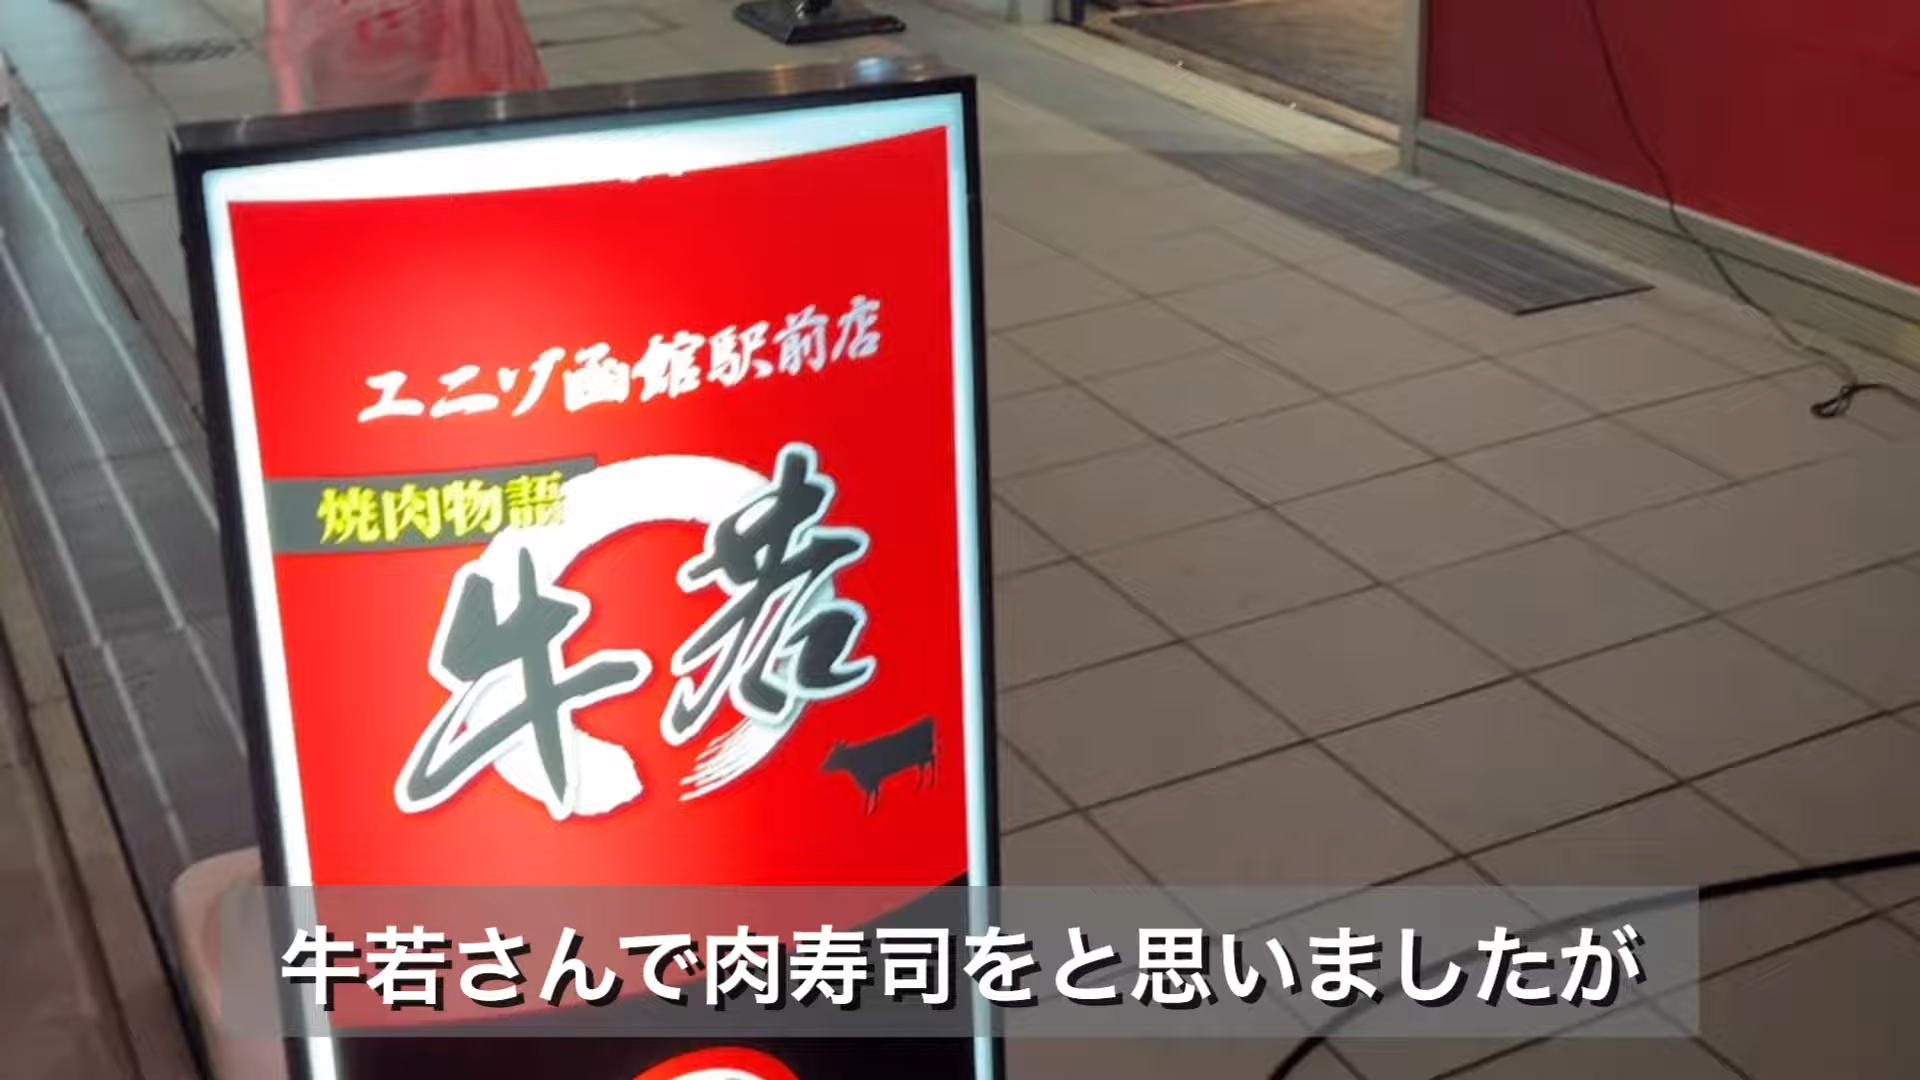 ユニゾ函館駅前店
焼肉物語
牛若
牛若さんで肉寿司をと思いましたが